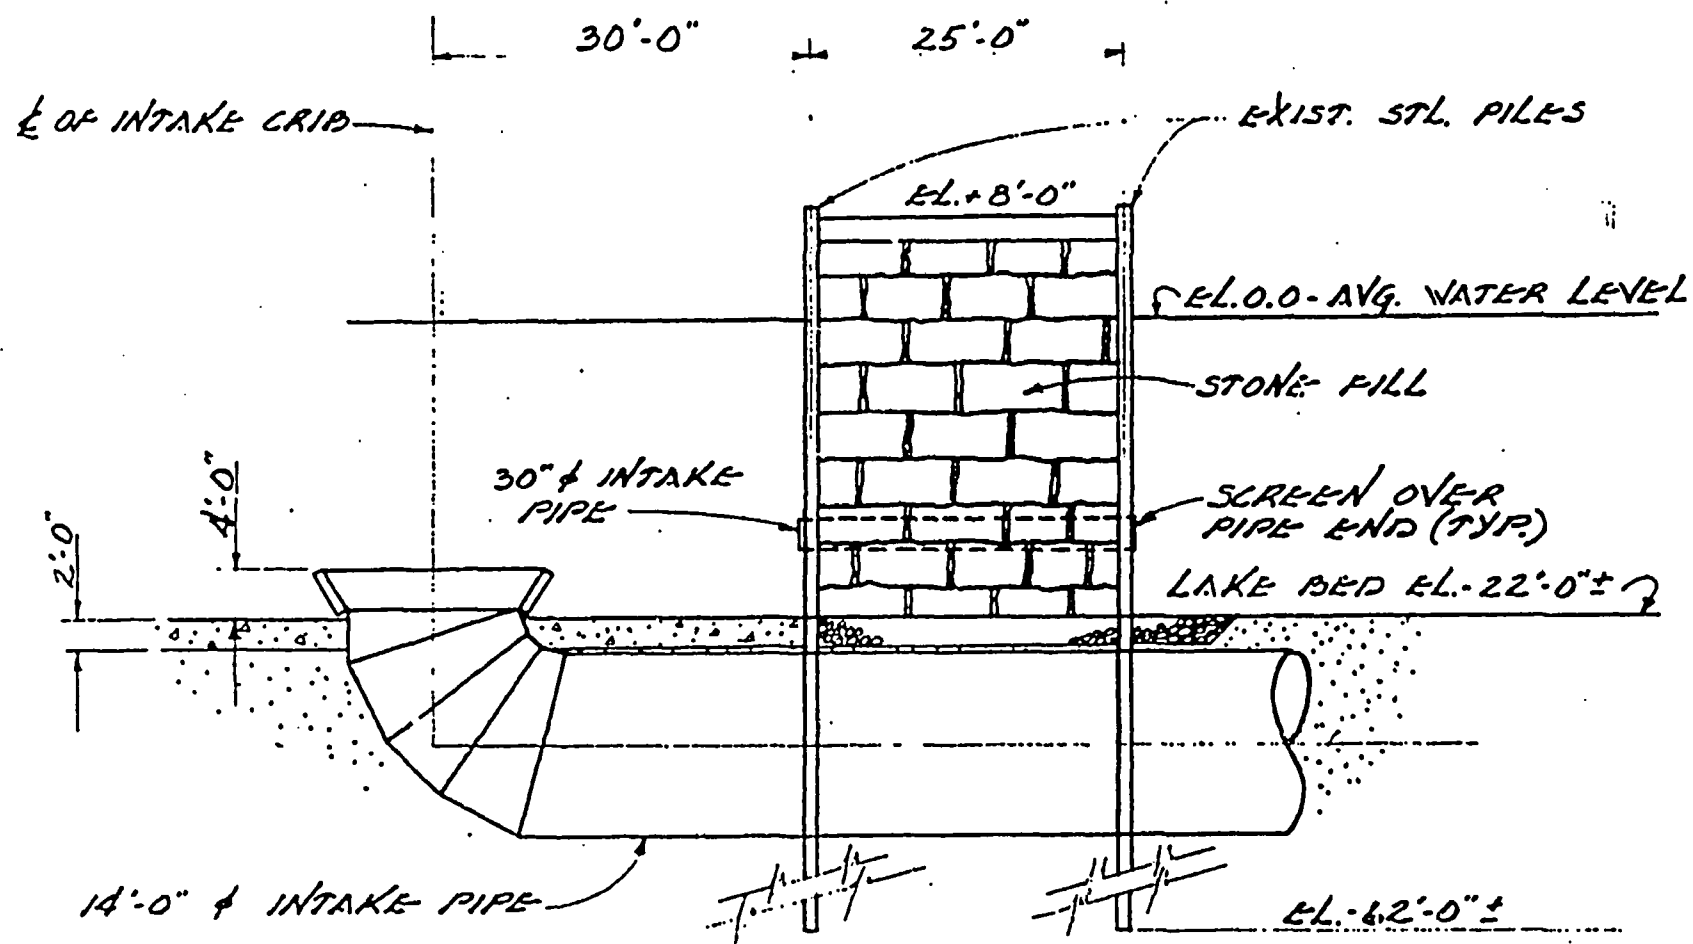 30'-0" 25'-0"
℄ OF INTAKE CRIB
EXIST. STL. PILES
EL.+8'-0"
EL.0.0-AVG. WATER LEVEL
STONE FILL
4'-0"
30" ⌀ INTAKE
PIPE
SCREEN OVER
PIPE END (TYP.)
2'-0"
LAKE BED EL.-22'-0"±
14'-0" ⌀ INTAKE PIPE
EL.-62'-0"±